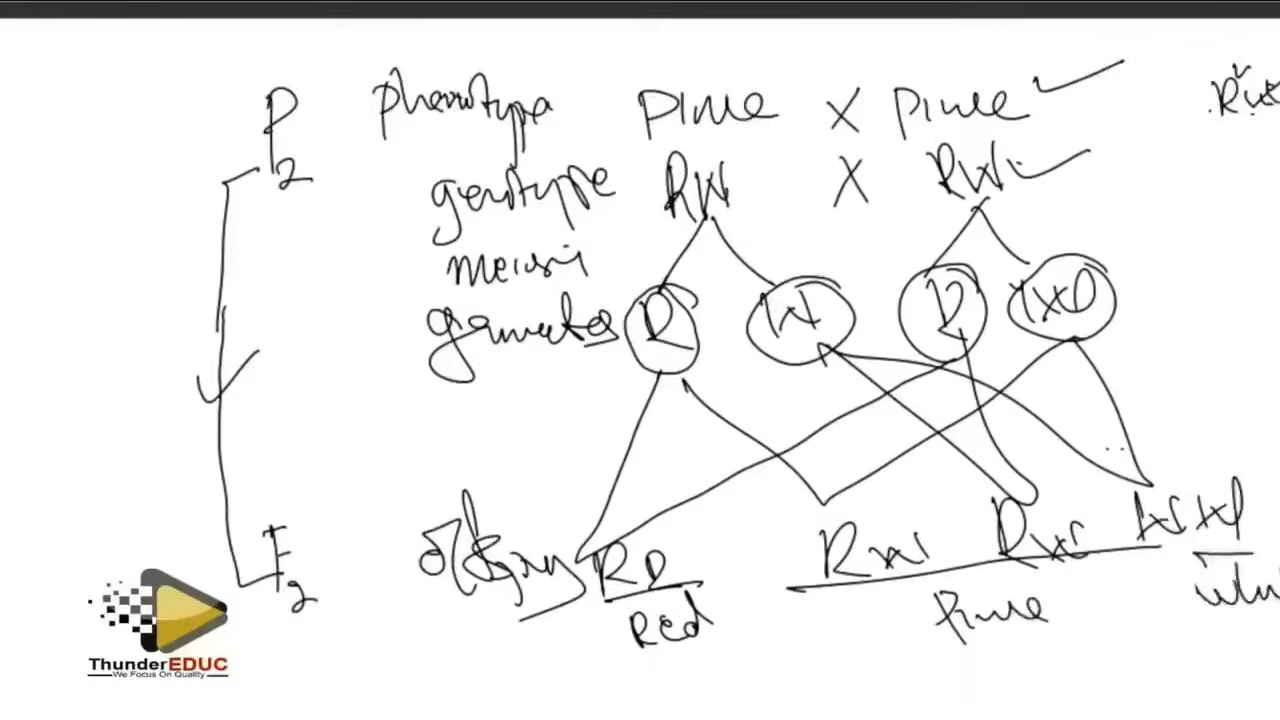 P2 phenotype Pink X Pink
genotype RW X RW
meiosis
gametes R W R W
F2 offspring RR RW RW WW
Red Pink
ThunderEDUC
We Focus On Quality